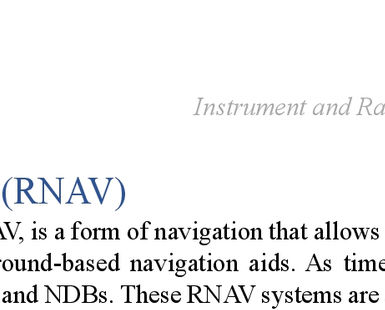 Instrument and Ra
(RNAV)
AV, is a form of navigation that allows
round-based navigation aids. As time
and NDBs. These RNAV systems are